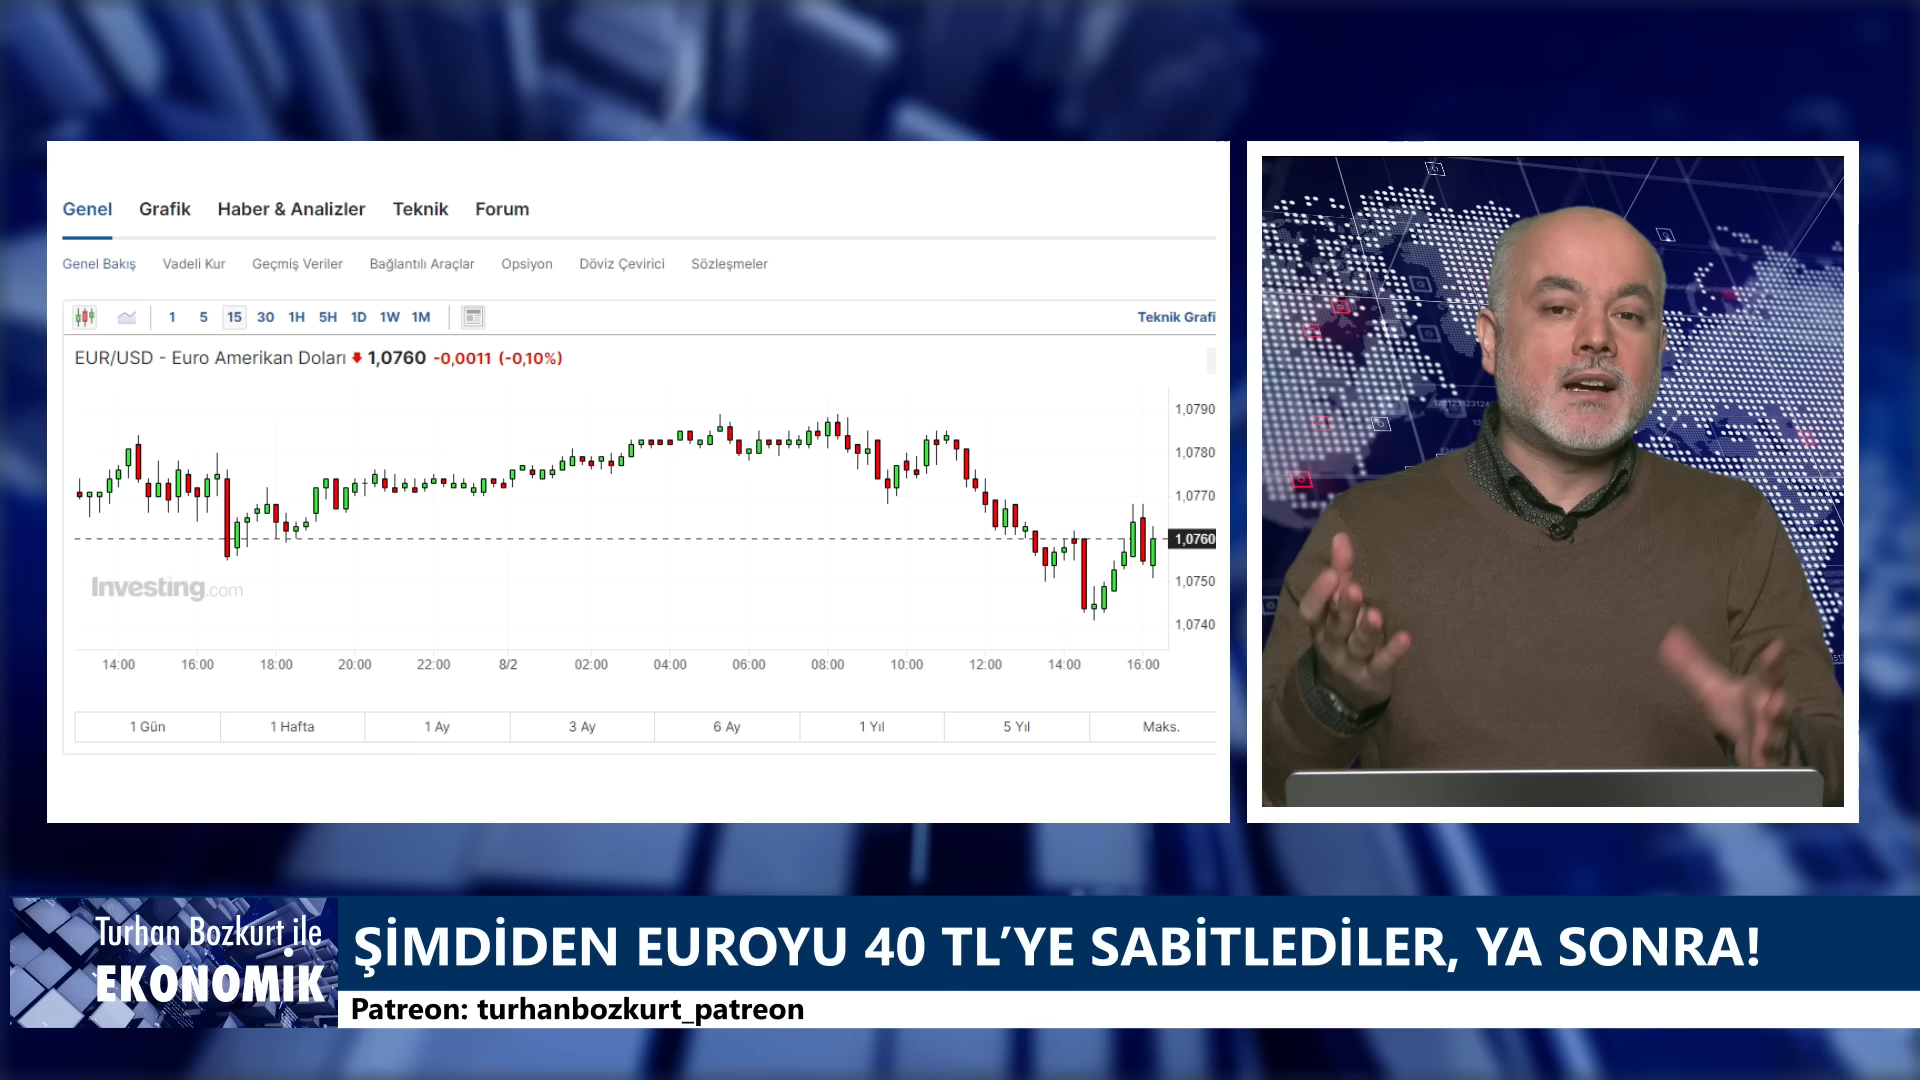 Genel Grafik Haber & Analizler Teknik Forum
Genel Bakış Vadeli Kur Geçmiş Veriler Bağlantılı Araçlar Opsiyon Döviz Çevirici Sözleşmeler
1 5 15 30 1H 5H 1D 1W 1M Teknik Grafi
EUR/USD - Euro Amerikan Doları 1,0760 -0,0011 (-0,10%)
1,0790
1,0780
1,0770
1,0760
1,0750
1,0740
Investing.com
14:00 16:00 18:00 20:00 22:00 8/2 02:00 04:00 06:00 08:00 10:00 12:00 14:00 16:00
1 Gün 1 Hafta 1 Ay 3 Ay 6 Ay 1 Yıl 5 Yıl Maks.
Turhan Bozkurt ile
EKONOMİK
ŞİMDİDEN EUROYU 40 TL’YE SABİTLEDİLER, YA SONRA!
Patreon: turhanbozkurt_patreon